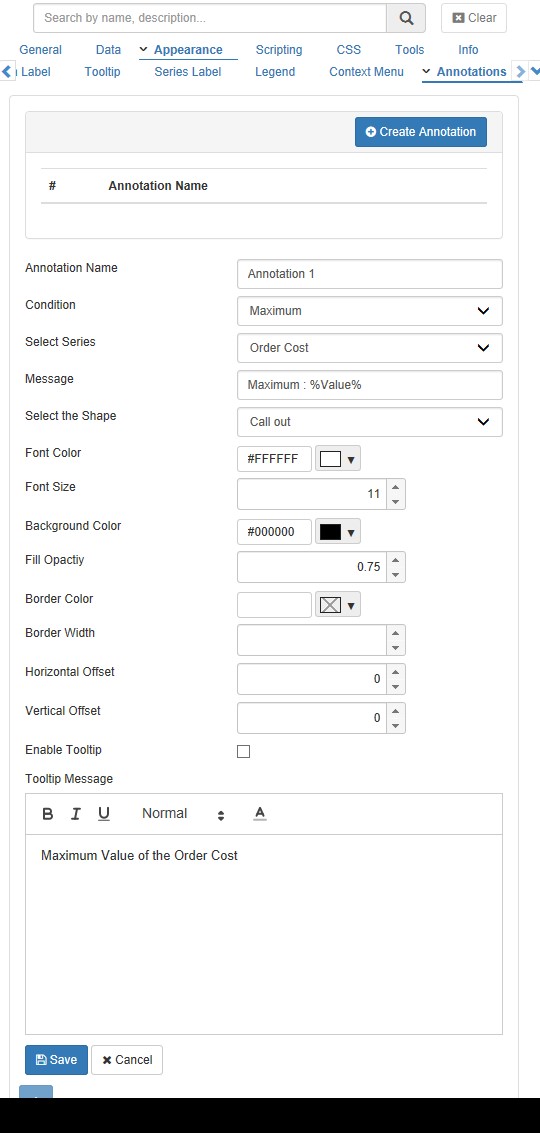 Search by name, description...
Clear
General Data Appearance Scripting CSS Tools Info
Label Tooltip Series Label Legend Context Menu Annotations
Create Annotation
# Annotation Name
Annotation Name Annotation 1
Condition Maximum
Select Series Order Cost
Message Maximum : %Value%
Select the Shape Call out
Font Color #FFFFFF
Font Size 11
Background Color #000000
Fill Opactiy 0.75
Border Color
Border Width
Horizontal Offset 0
Vertical Offset 0
Enable Tooltip
Tooltip Message
B I U Normal A
Maximum Value of the Order Cost
Save Cancel